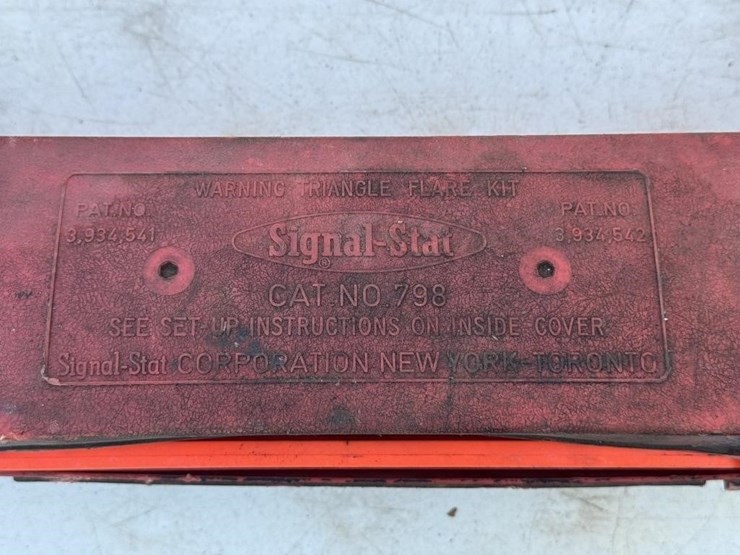 WARNING TRIANGLE FLARE KIT
PAT.NO
3,934,541
PAT.NO
3,934,542
Signal-Stat
®
CAT.NO.798
SEE SET-UP INSTRUCTIONS ON INSIDE COVER
Signal-Stat CORPORATION NEW YORK-TORONTO